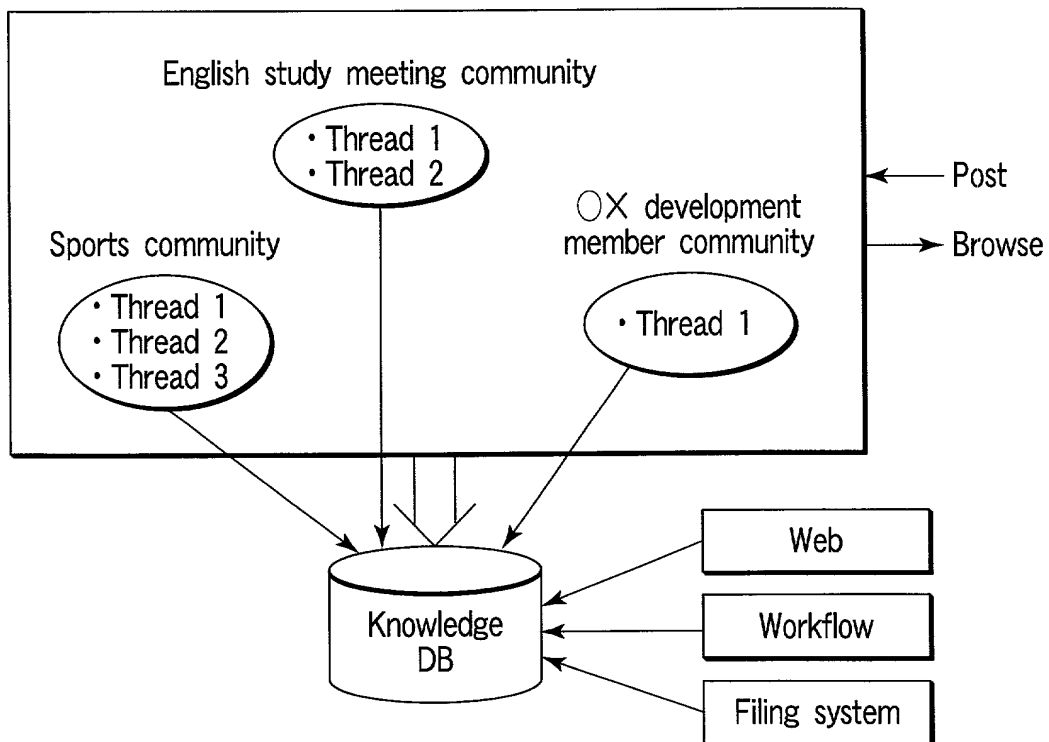 English study meeting community
• Thread 1
• Thread 2
○X development
member community
• Thread 1
Sports community
• Thread 1
• Thread 2
• Thread 3
Post
Browse
Knowledge
DB
Web
Workflow
Filing system